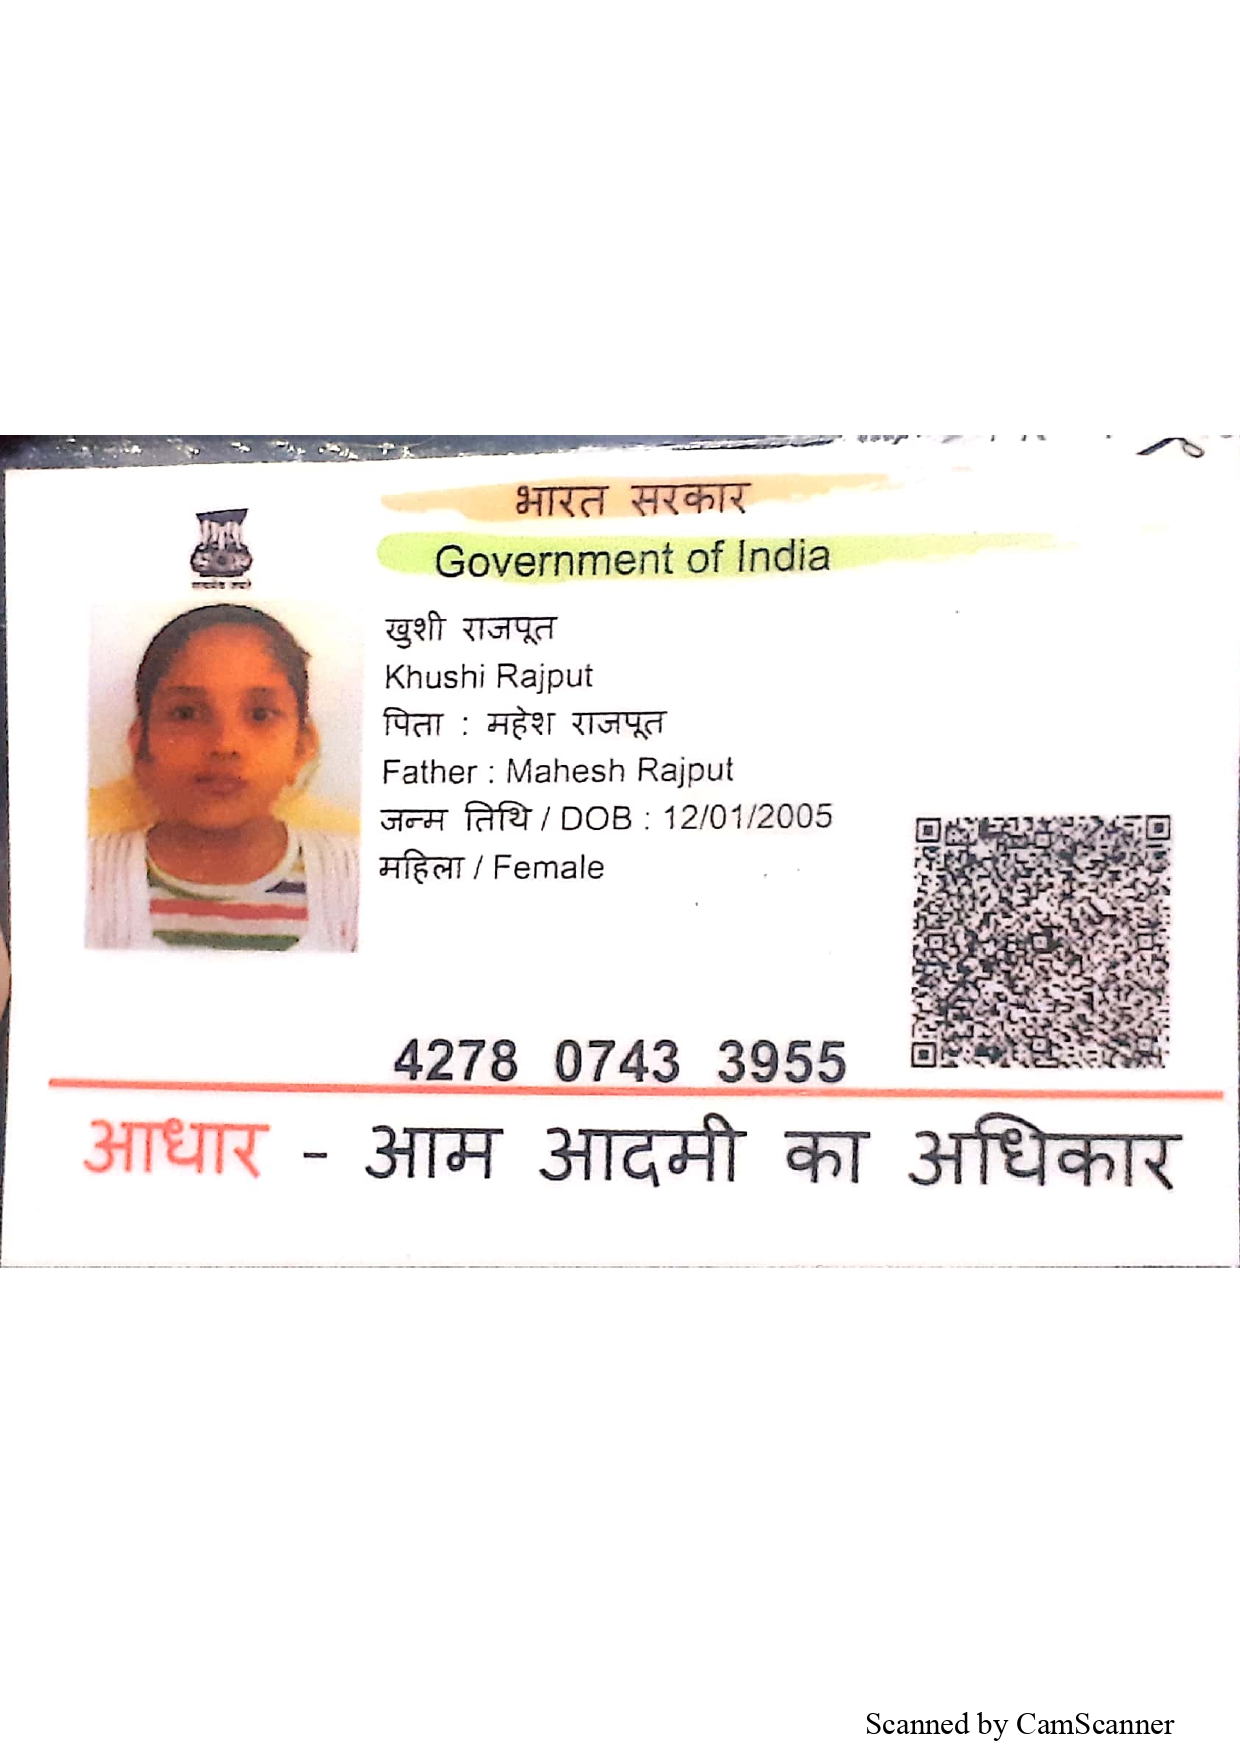 भारत सरकार
Government of India
खुशी राजपूत
Khushi Rajput
पिता : महेश राजपूत
Father : Mahesh Rajput
जन्म तिथि / DOB : 12/01/2005
महिला / Female
4278 0743 3955
आधार - आम आदमी का अधिकार
Scanned by CamScanner